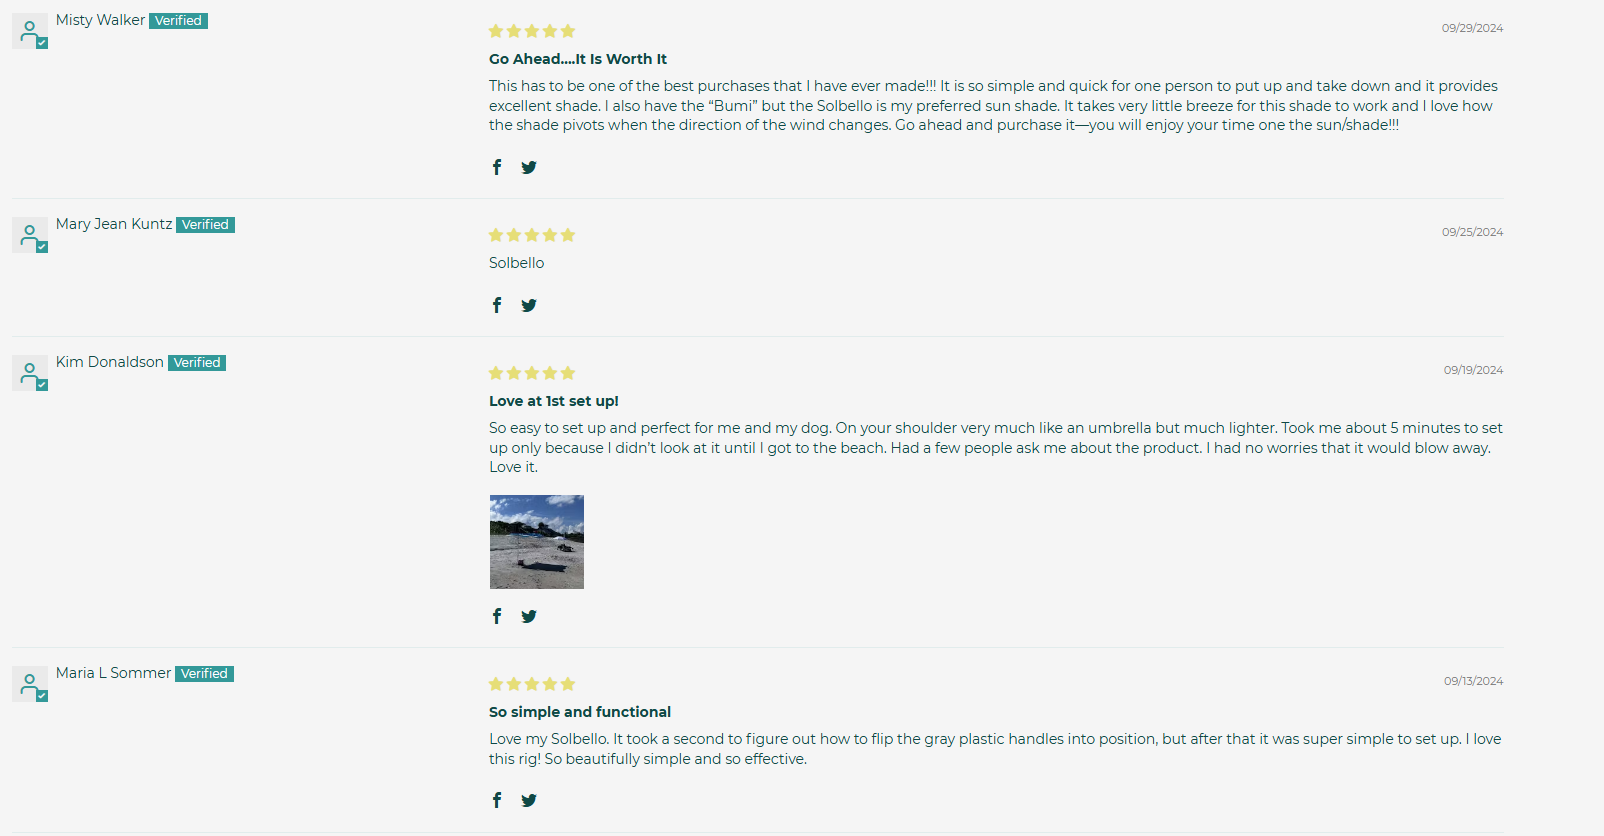 Misty Walker Verified
09/29/2024
Go Ahead....It Is Worth It
This has to be one of the best purchases that I have ever made!!! It is so simple and quick for one person to put up and take down and it provides
excellent shade. I also have the “Bumi” but the Solbello is my preferred sun shade. It takes very little breeze for this shade to work and I love how
the shade pivots when the direction of the wind changes. Go ahead and purchase it—you will enjoy your time one the sun/shade!!!
Mary Jean Kuntz Verified
09/25/2024
Solbello
Kim Donaldson Verified
09/19/2024
Love at 1st set up!
So easy to set up and perfect for me and my dog. On your shoulder very much like an umbrella but much lighter. Took me about 5 minutes to set
up only because I didn’t look at it until I got to the beach. Had a few people ask me about the product. I had no worries that it would blow away.
Love it.
Maria L Sommer Verified
09/13/2024
So simple and functional
Love my Solbello. It took a second to figure out how to flip the gray plastic handles into position, but after that it was super simple to set up. I love
this rig! So beautifully simple and so effective.